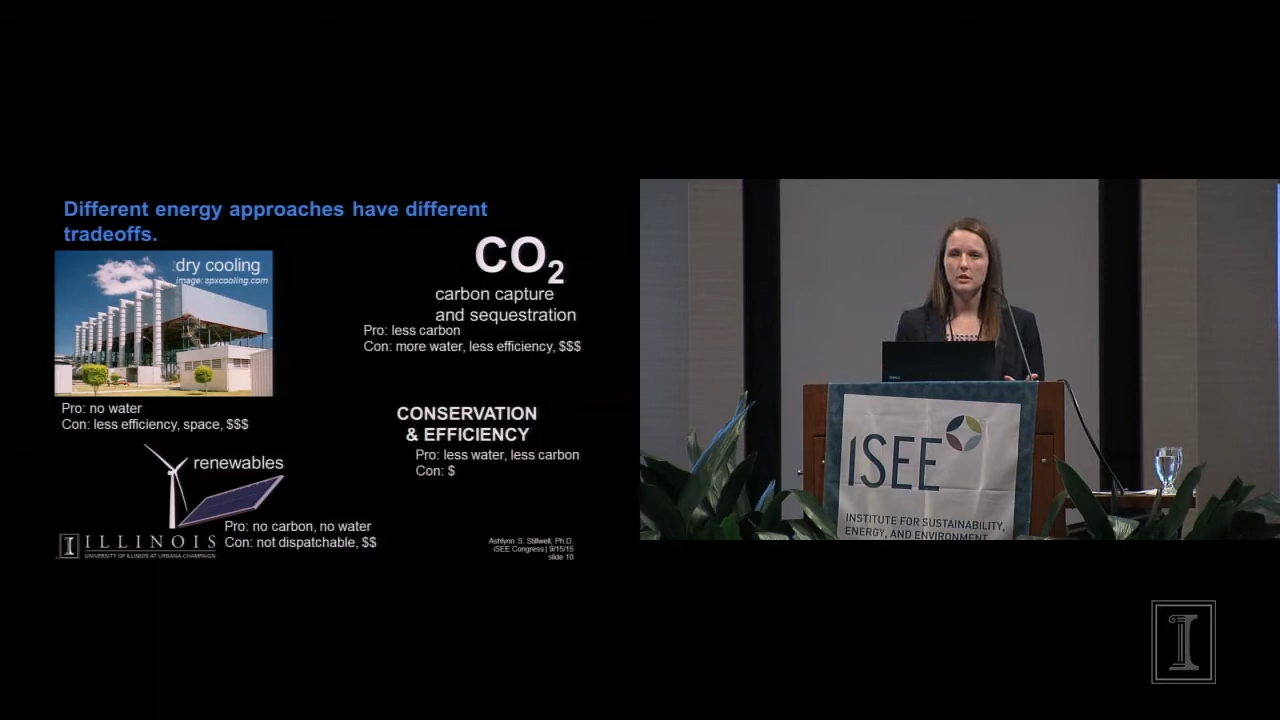 Different energy approaches have different
tradeoffs.
dry cooling
image: spxcooling.com
Pro: no water
Con: less efficiency, space, $$$
CO2
carbon capture
and sequestration
Pro: less carbon
Con: more water, less efficiency, $$$
CONSERVATION
& EFFICIENCY
Pro: less water, less carbon
Con: $
renewables
Pro: no carbon, no water
Con: not dispatchable, $$
I ILLINOIS
UNIVERSITY OF ILLINOIS AT URBANA-CHAMPAIGN
Ashlynn S. Stillwell, Ph.D.
iSEE Congress | 9/15/15
slide 10
iSEE
INSTITUTE FOR SUSTAINABILITY,
ENERGY, AND ENVIRONMENT
I